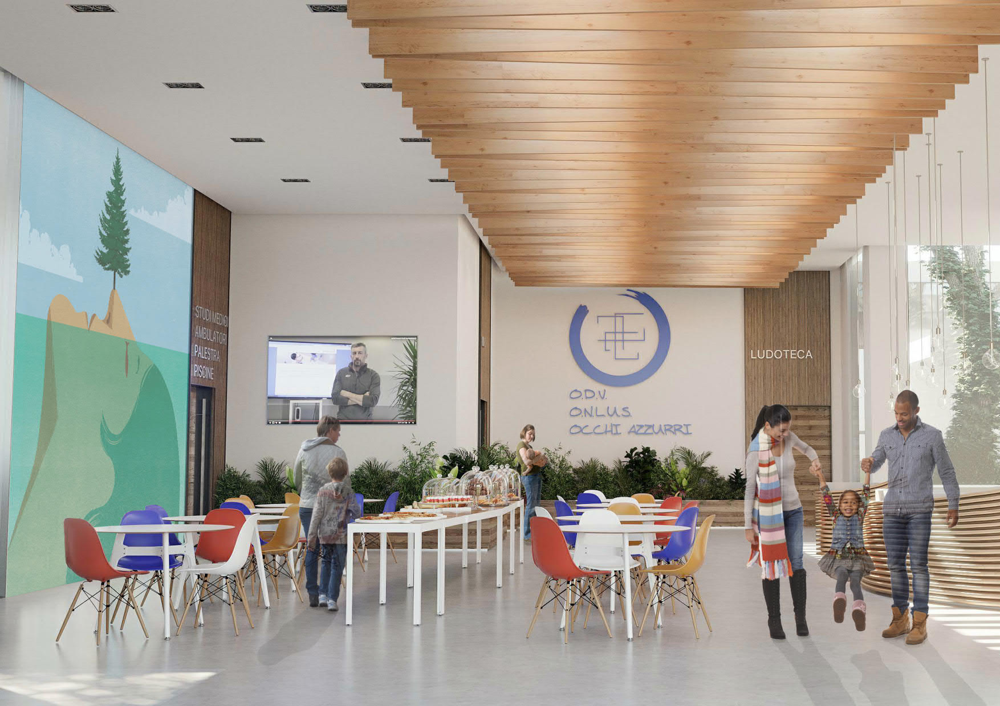 STUDI MEDICI
AMBULATORI
PALESTRA
PISCINE
O.D.V.
O.N.L.U.S.
OCCHI AZZURRI
LUDOTECA